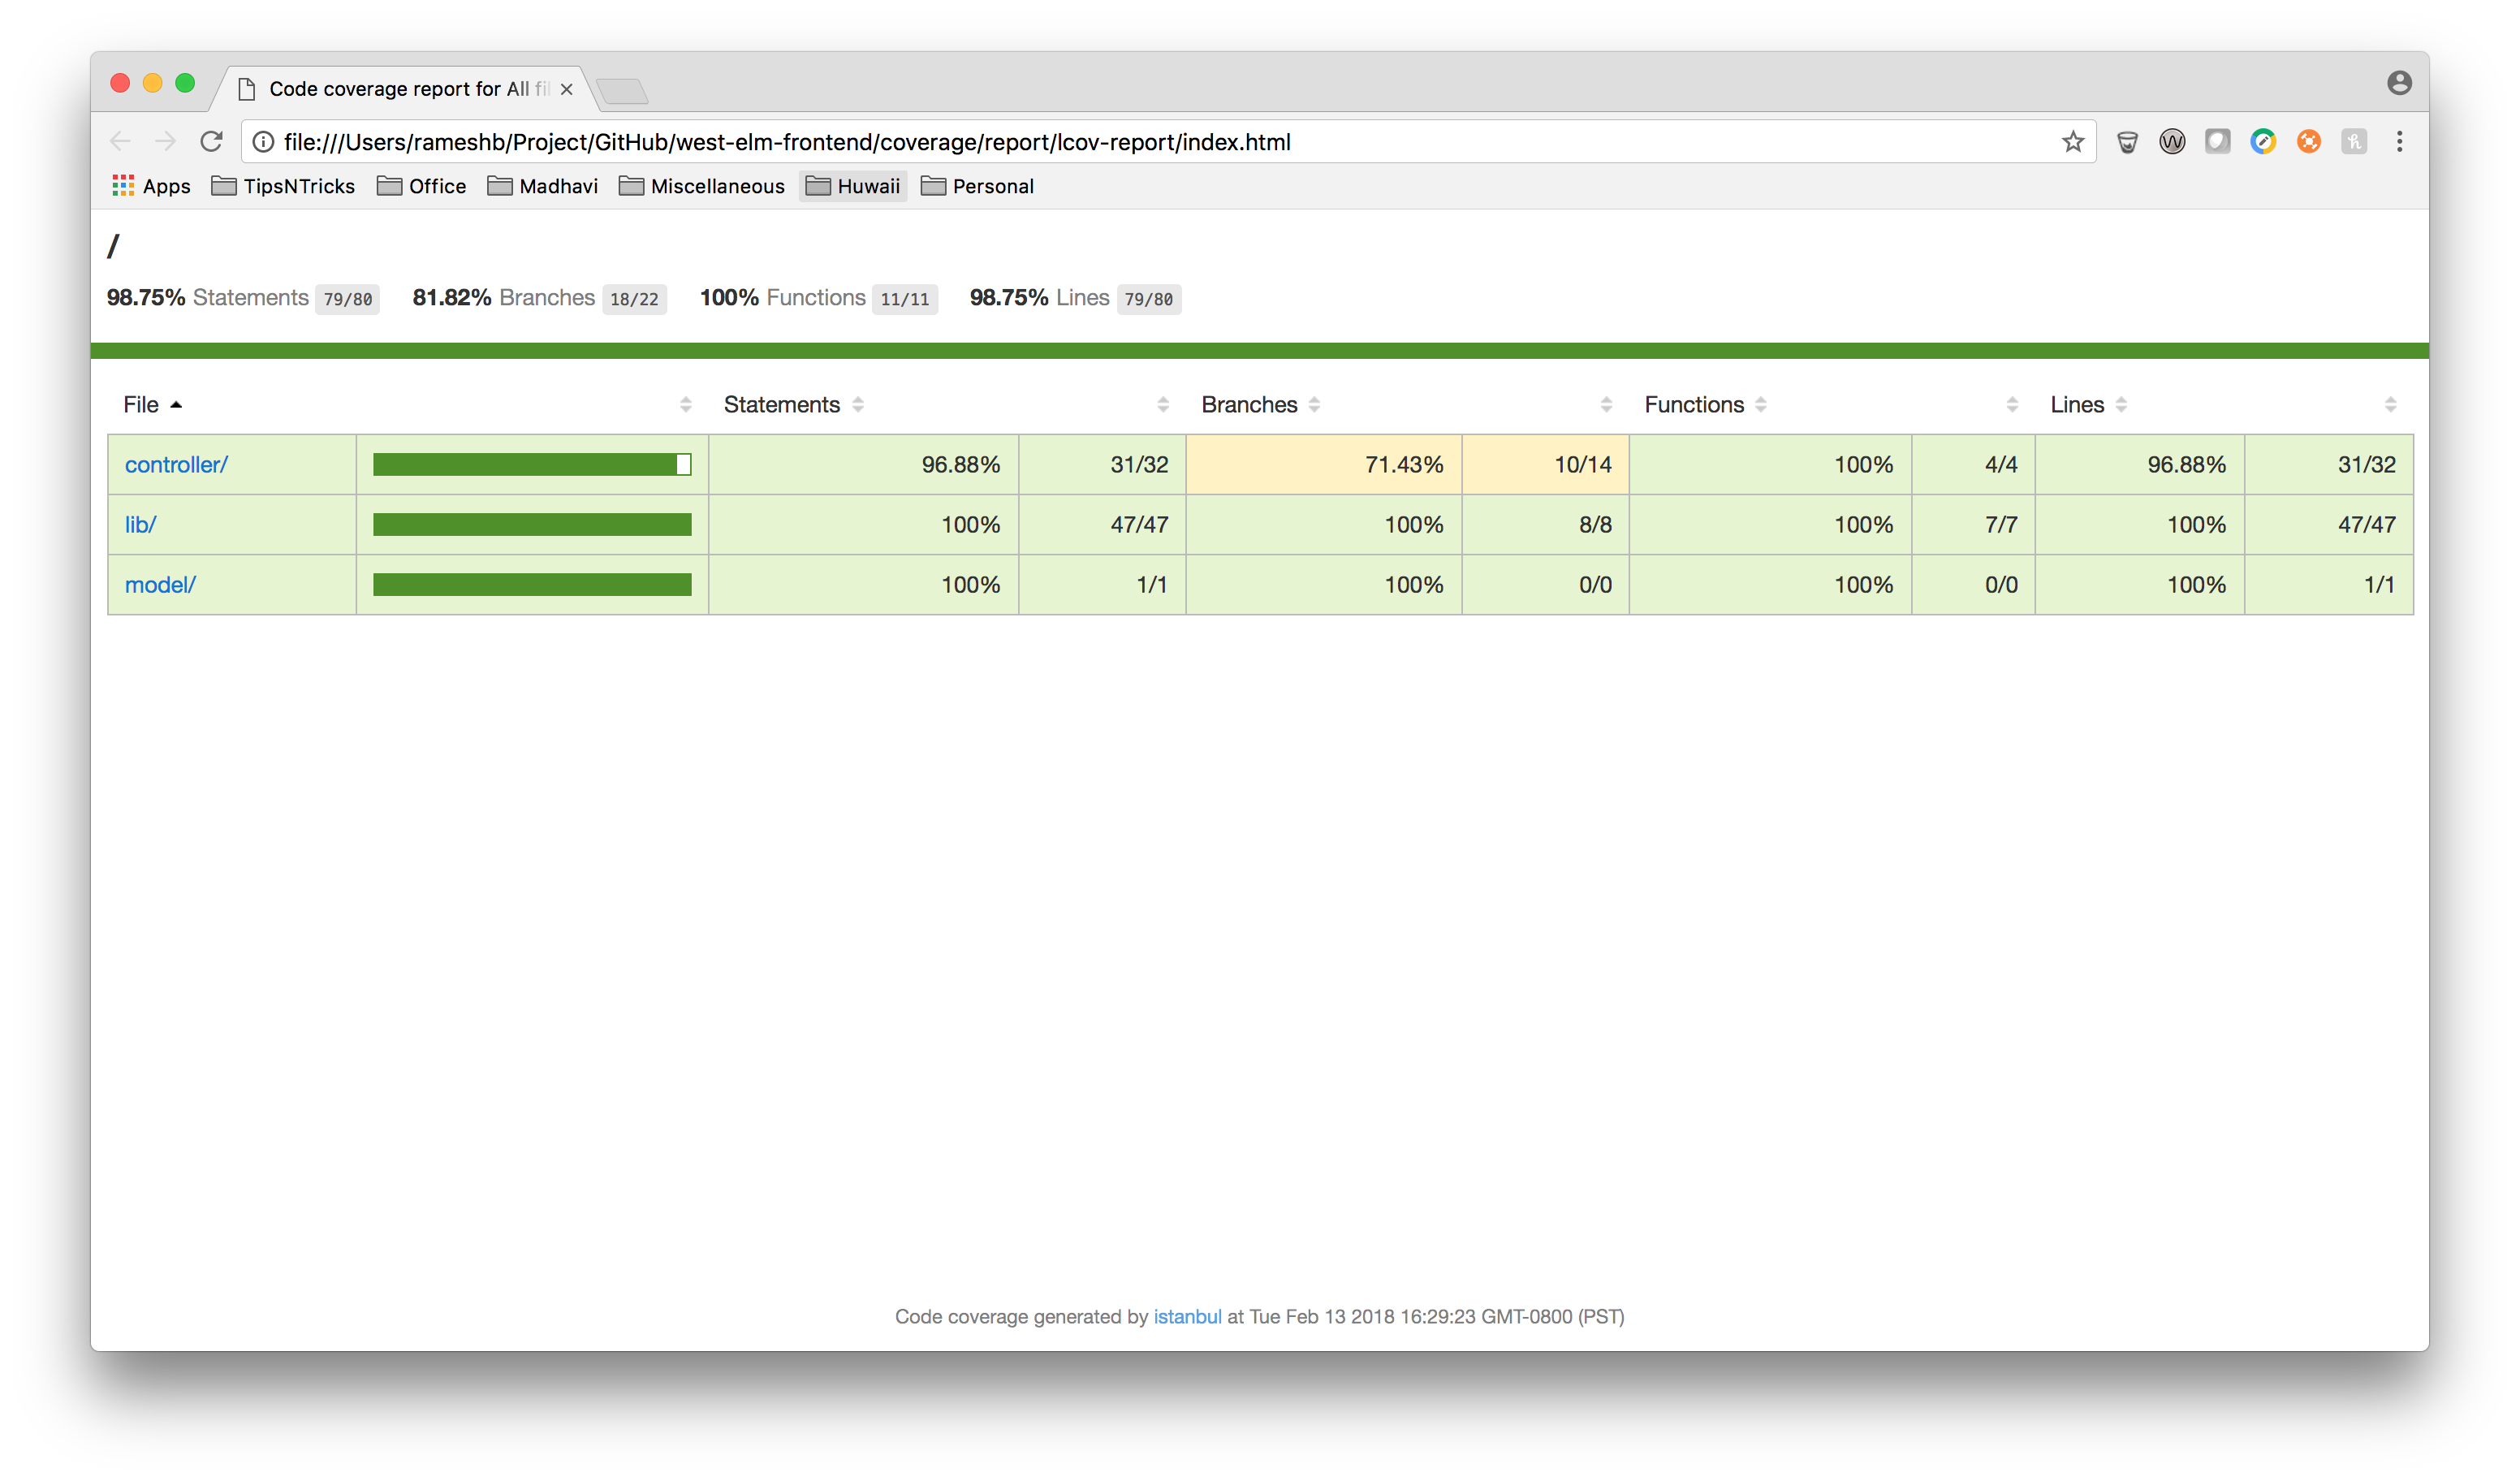 Code coverage report for All fil
file:///Users/rameshb/Project/GitHub/west-elm-frontend/coverage/report/lcov-report/index.html
Apps TipsNTricks Office Madhavi Miscellaneous Huwaii Personal
/
98.75% Statements 79/80 81.82% Branches 18/22 100% Functions 11/11 98.75% Lines 79/80
File Statements Branches Functions Lines
controller/ 96.88% 31/32 71.43% 10/14 100% 4/4 96.88% 31/32
lib/ 100% 47/47 100% 8/8 100% 7/7 100% 47/47
model/ 100% 1/1 100% 0/0 100% 0/0 100% 1/1
Code coverage generated by istanbul at Tue Feb 13 2018 16:29:23 GMT-0800 (PST)